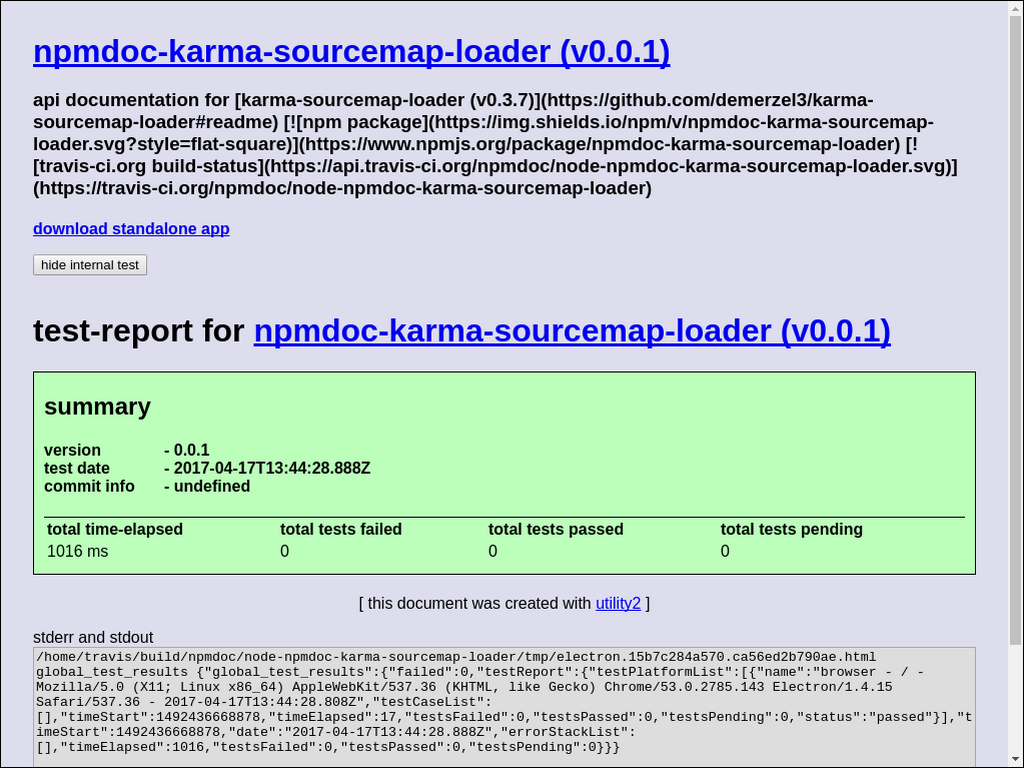 npmdoc-karma-sourcemap-loader (v0.0.1)
api documentation for [karma-sourcemap-loader (v0.3.7)](https://github.com/demerzel3/karma-
sourcemap-loader#readme) [![npm package](https://img.shields.io/npm/v/npmdoc-karma-sourcemap-
loader.svg?style=flat-square)](https://www.npmjs.org/package/npmdoc-karma-sourcemap-loader) [!
[travis-ci.org build-status](https://api.travis-ci.org/npmdoc/node-npmdoc-karma-sourcemap-loader.svg)]
(https://travis-ci.org/npmdoc/node-npmdoc-karma-sourcemap-loader)
download standalone app
hide internal test
test-report for npmdoc-karma-sourcemap-loader (v0.0.1)
summary
version - 0.0.1
test date - 2017-04-17T13:44:28.888Z
commit info - undefined
total time-elapsed total tests failed total tests passed total tests pending
1016 ms 0 0 0
[ this document was created with utility2 ]
stderr and stdout
/home/travis/build/npmdoc/node-npmdoc-karma-sourcemap-loader/tmp/electron.15b7c284a570.ca56ed2b790ae.html
global_test_results {"global_test_results":{"failed":0,"testReport":{"testPlatformList":[{"name":"browser - / -
Mozilla/5.0 (X11; Linux x86_64) AppleWebKit/537.36 (KHTML, like Gecko) Chrome/53.0.2785.143 Electron/1.4.15
Safari/537.36 - 2017-04-17T13:44:28.808Z","testCaseList":
[],"timeStart":1492436668878,"timeElapsed":17,"testsFailed":0,"testsPassed":0,"testsPending":0,"status":"passed"}],"t
imeStart":1492436668878,"date":"2017-04-17T13:44:28.888Z","errorStackList":
[],"timeElapsed":1016,"testsFailed":0,"testsPassed":0,"testsPending":0}}}